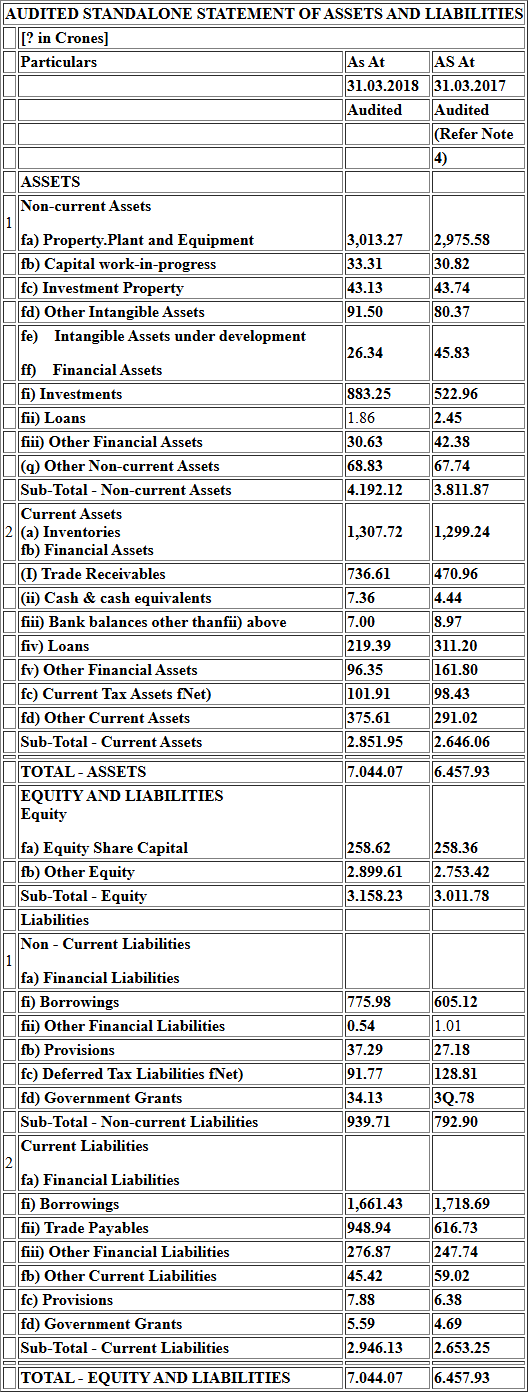 AUDITED STANDALONE STATEMENT OF ASSETS AND LIABILITIES
[? in Crones]
Particulars As At AS At
31.03.2018 31.03.2017
Audited Audited
(Refer Note
4)
ASSETS
1 Non-current Assets
fa) Property.Plant and Equipment 3,013.27 2,975.58
fb) Capital work-in-progress 33.31 30.82
fc) Investment Property 43.13 43.74
fd) Other Intangible Assets 91.50 80.37
fe) Intangible Assets under development
26.34 45.83
ff) Financial Assets
fi) Investments 883.25 522.96
fii) Loans 1.86 2.45
fiii) Other Financial Assets 30.63 42.38
(q) Other Non-current Assets 68.83 67.74
Sub-Total - Non-current Assets 4.192.12 3.811.87
Current Assets
2 (a) Inventories 1,307.72 1,299.24
fb) Financial Assets
(I) Trade Receivables 736.61 470.96
(ii) Cash & cash equivalents 7.36 4.44
fiii) Bank balances other thanfii) above 7.00 8.97
fiv) Loans 219.39 311.20
fv) Other Financial Assets 96.35 161.80
fc) Current Tax Assets fNet) 101.91 98.43
fd) Other Current Assets 375.61 291.02
Sub-Total - Current Assets 2.851.95 2.646.06
TOTAL - ASSETS 7.044.07 6.457.93
EQUITY AND LIABILITIES
Equity
fa) Equity Share Capital 258.62 258.36
fb) Other Equity 2.899.61 2.753.42
Sub-Total - Equity 3.158.23 3.011.78
Liabilities
1 Non - Current Liabilities
fa) Financial Liabilities
fi) Borrowings 775.98 605.12
fii) Other Financial Liabilities 0.54 1.01
fb) Provisions 37.29 27.18
fc) Deferred Tax Liabilities fNet) 91.77 128.81
fd) Government Grants 34.13 3Q.78
Sub-Total - Non-current Liabilities 939.71 792.90
2 Current Liabilities
fa) Financial Liabilities
fi) Borrowings 1,661.43 1,718.69
fii) Trade Payables 948.94 616.73
fiii) Other Financial Liabilities 276.87 247.74
fb) Other Current Liabilities 45.42 59.02
fc) Provisions 7.88 6.38
fd) Government Grants 5.59 4.69
Sub-Total - Current Liabilities 2.946.13 2.653.25
TOTAL - EQUITY AND LIABILITIES 7.044.07 6.457.93